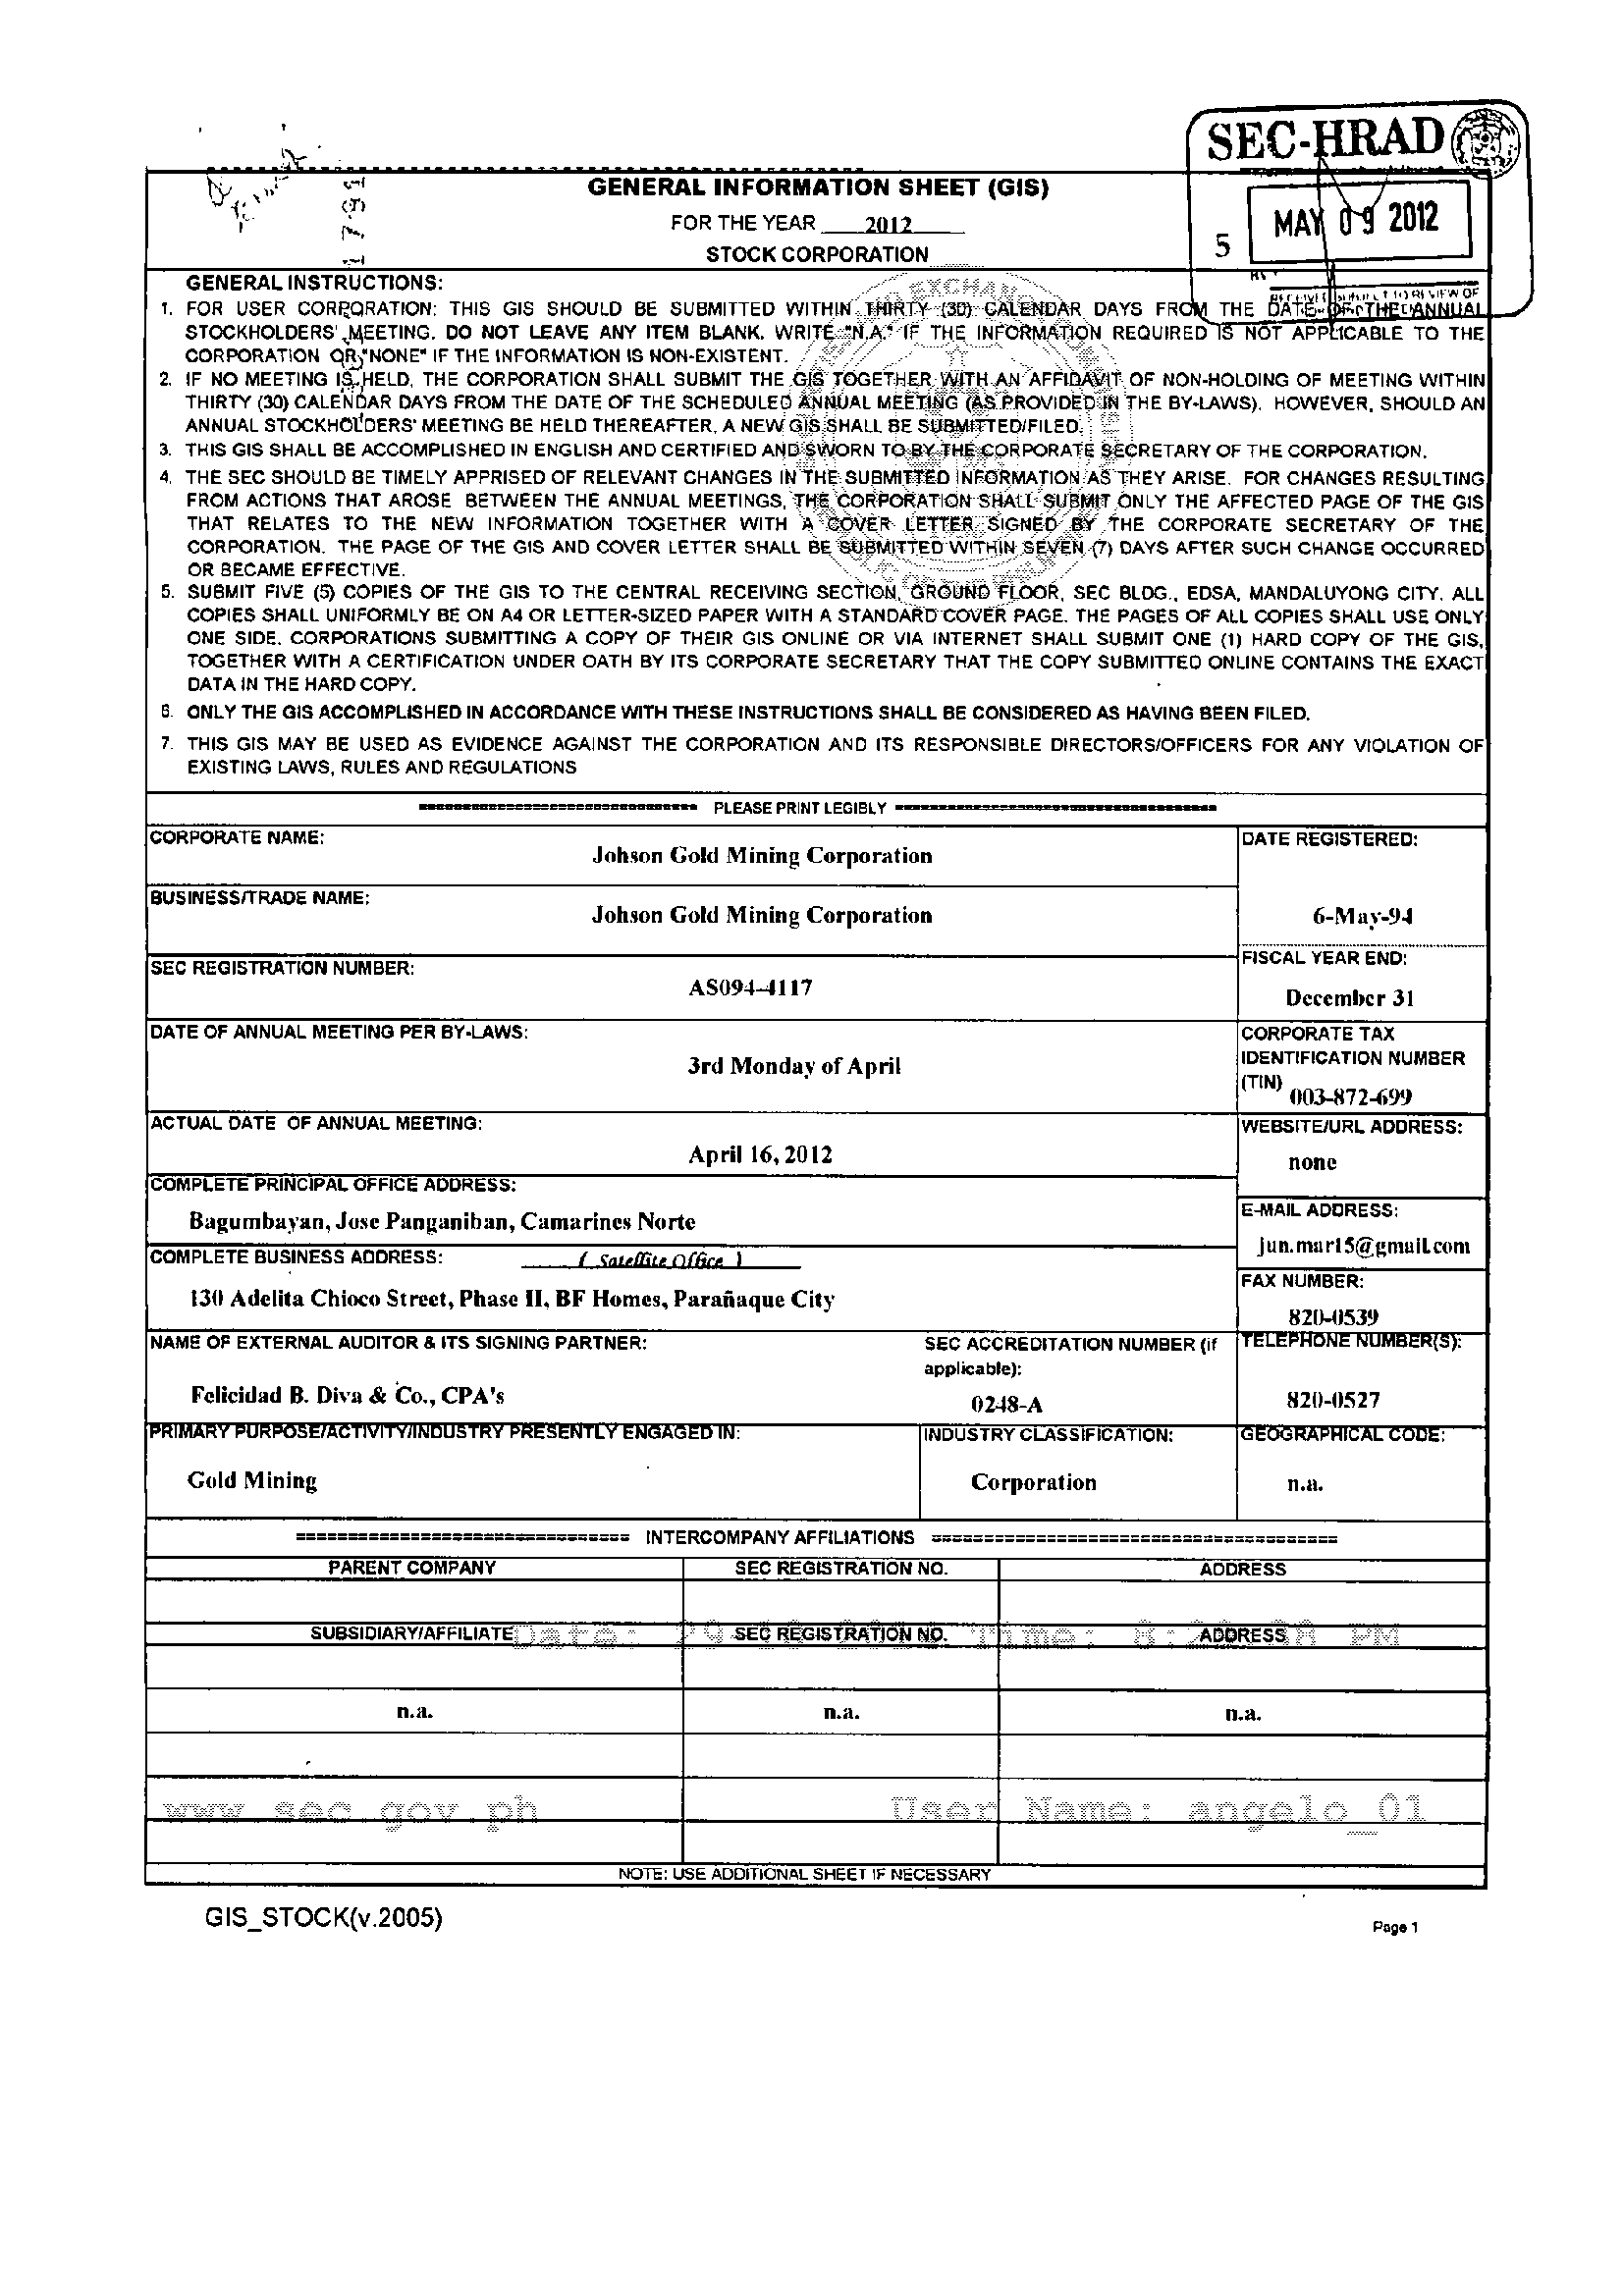 SEC-HRAD
MAY 09 2012
5
GENERAL INFORMATION SHEET (GIS)
FOR THE YEAR 2012
STOCK CORPORATION
GENERAL INSTRUCTIONS:
1. FOR USER CORPORATION: THIS GIS SHOULD BE SUBMITTED WITHIN THIRTY (30) CALENDAR DAYS FROM THE DATE OF THE ANNUAL
STOCKHOLDERS' MEETING. DO NOT LEAVE ANY ITEM BLANK. WRITE "N.A." IF THE INFORMATION REQUIRED IS NOT APPLICABLE TO THE
CORPORATION OR "NONE" IF THE INFORMATION IS NON-EXISTENT.
2. IF NO MEETING IS HELD, THE CORPORATION SHALL SUBMIT THE GIS TOGETHER WITH AN AFFIDAVIT OF NON-HOLDING OF MEETING WITHIN
THIRTY (30) CALENDAR DAYS FROM THE DATE OF THE SCHEDULED ANNUAL MEETING (AS PROVIDED IN THE BY-LAWS). HOWEVER, SHOULD AN
ANNUAL STOCKHOLDERS' MEETING BE HELD THEREAFTER, A NEW GIS SHALL BE SUBMITTED/FILED.
3. THIS GIS SHALL BE ACCOMPLISHED IN ENGLISH AND CERTIFIED AND SWORN TO BY THE CORPORATE SECRETARY OF THE CORPORATION.
4. THE SEC SHOULD BE TIMELY APPRISED OF RELEVANT CHANGES IN THE SUBMITTED INFORMATION AS THEY ARISE. FOR CHANGES RESULTING
FROM ACTIONS THAT AROSE BETWEEN THE ANNUAL MEETINGS, THE CORPORATION SHALL SUBMIT ONLY THE AFFECTED PAGE OF THE GIS
THAT RELATES TO THE NEW INFORMATION TOGETHER WITH A COVER LETTER SIGNED BY THE CORPORATE SECRETARY OF THE
CORPORATION. THE PAGE OF THE GIS AND COVER LETTER SHALL BE SUBMITTED WITHIN SEVEN (7) DAYS AFTER SUCH CHANGE OCCURRED
OR BECAME EFFECTIVE.
5. SUBMIT FIVE (5) COPIES OF THE GIS TO THE CENTRAL RECEIVING SECTION, GROUND FLOOR, SEC BLDG., EDSA, MANDALUYONG CITY. ALL
COPIES SHALL UNIFORMLY BE ON A4 OR LETTER-SIZED PAPER WITH A STANDARD COVER PAGE. THE PAGES OF ALL COPIES SHALL USE ONLY
ONE SIDE. CORPORATIONS SUBMITTING A COPY OF THEIR GIS ONLINE OR VIA INTERNET SHALL SUBMIT ONE (1) HARD COPY OF THE GIS,
TOGETHER WITH A CERTIFICATION UNDER OATH BY ITS CORPORATE SECRETARY THAT THE COPY SUBMITTED ONLINE CONTAINS THE EXACT
DATA IN THE HARD COPY.
6. ONLY THE GIS ACCOMPLISHED IN ACCORDANCE WITH THESE INSTRUCTIONS SHALL BE CONSIDERED AS HAVING BEEN FILED.
7. THIS GIS MAY BE USED AS EVIDENCE AGAINST THE CORPORATION AND ITS RESPONSIBLE DIRECTORS/OFFICERS FOR ANY VIOLATION OF
EXISTING LAWS, RULES AND REGULATIONS
PLEASE PRINT LEGIBLY
CORPORATE NAME:
Johson Gold Mining Corporation
DATE REGISTERED:
6-May-94
BUSINESS/TRADE NAME:
Johson Gold Mining Corporation
SEC REGISTRATION NUMBER:
AS094-4117
FISCAL YEAR END:
December 31
DATE OF ANNUAL MEETING PER BY-LAWS:
3rd Monday of April
CORPORATE TAX
IDENTIFICATION NUMBER
(TIN) 003-872-699
ACTUAL DATE OF ANNUAL MEETING:
April 16, 2012
WEBSITE/URL ADDRESS:
none
COMPLETE PRINCIPAL OFFICE ADDRESS:
Bagumbayan, Jose Panganiban, Camarines Norte
E-MAIL ADDRESS:
jun.mar15@gmail.com
COMPLETE BUSINESS ADDRESS: ( Satellite Office )
130 Adelita Chioco Street, Phase II, BF Homes, Parañaque City
FAX NUMBER:
820-0539
NAME OF EXTERNAL AUDITOR & ITS SIGNING PARTNER:
Felicidad B. Diva & Co., CPA's
SEC ACCREDITATION NUMBER (if
applicable):
0248-A
TELEPHONE NUMBER(S):
820-0527
PRIMARY PURPOSE/ACTIVITY/INDUSTRY PRESENTLY ENGAGED IN:
Gold Mining
INDUSTRY CLASSIFICATION:
Corporation
GEOGRAPHICAL CODE:
n.a.
INTERCOMPANY AFFILIATIONS
PARENT COMPANY SEC REGISTRATION NO. ADDRESS
SUBSIDIARY/AFFILIATE SEC REGISTRATION NO. ADDRESS
n.a. n.a. n.a.
www.sec.gov.ph User Name: angelo_01
NOTE: USE ADDITIONAL SHEET IF NECESSARY
GIS_STOCK(v.2005) Page 1